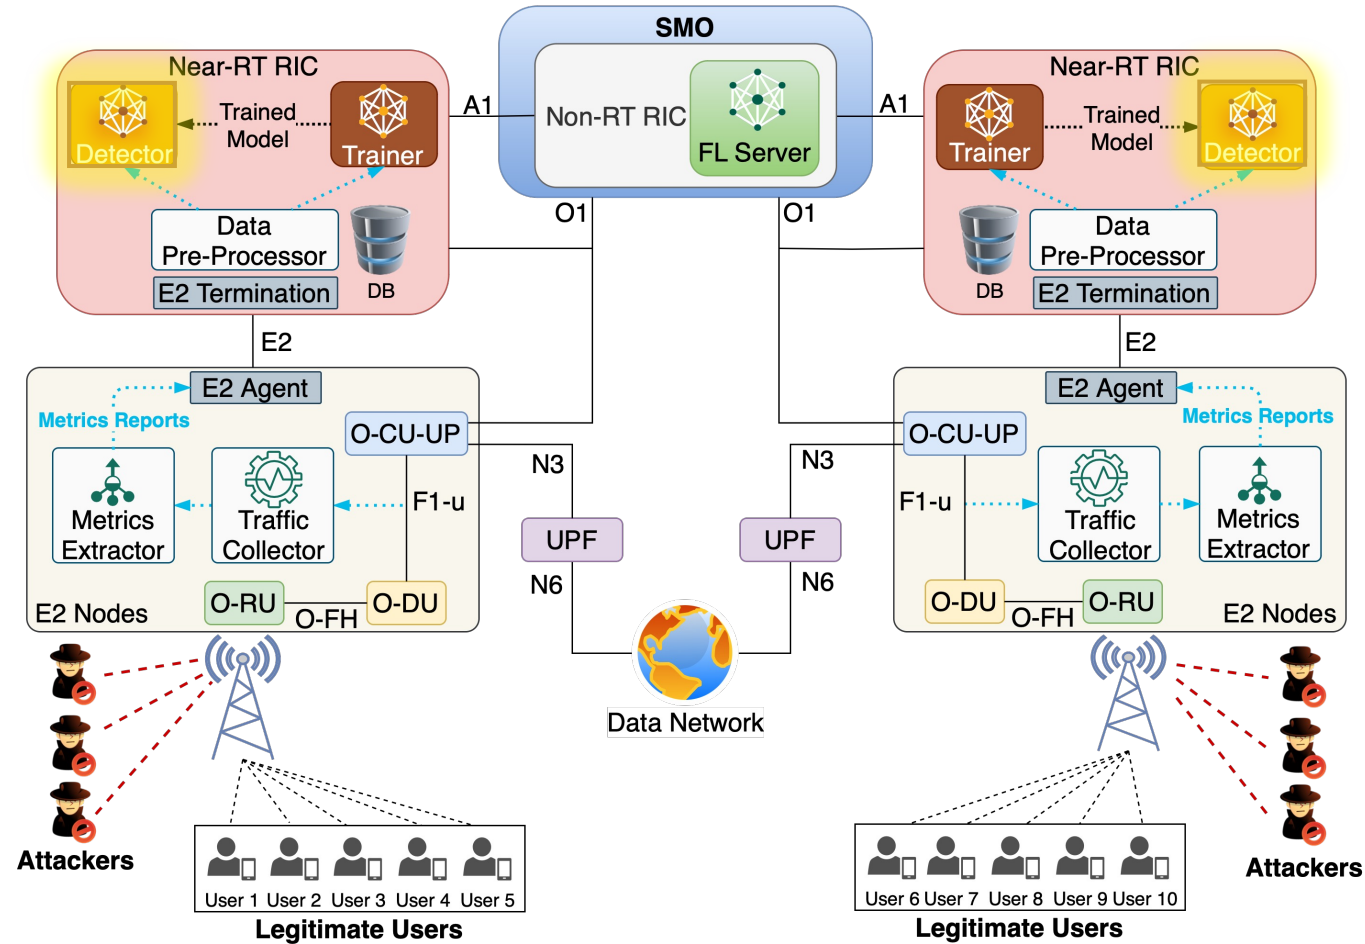 SMO
Near-RT RIC
Detector
Trained
Model
Trainer
Data
Pre-Processor
DB
E2 Termination
A1
Non-RT RIC
FL Server
A1
O1
O1
Near-RT RIC
Trainer
Trained
Model
Detector
Data
Pre-Processor
DB
E2 Termination
E2
E2
E2 Agent
Metrics Reports
O-CU-UP
Metrics
Extractor
Traffic
Collector
F1-u
O-RU
O-FH
O-DU
E2 Nodes
N3
UPF
N6
N3
UPF
N6
Data Network
E2 Agent
Metrics Reports
O-CU-UP
F1-u
Traffic
Collector
Metrics
Extractor
O-DU
O-FH
O-RU
E2 Nodes
Attackers
User 1
User 2
User 3
User 4
User 5
Legitimate Users
User 6
User 7
User 8
User 9
User 10
Legitimate Users
Attackers